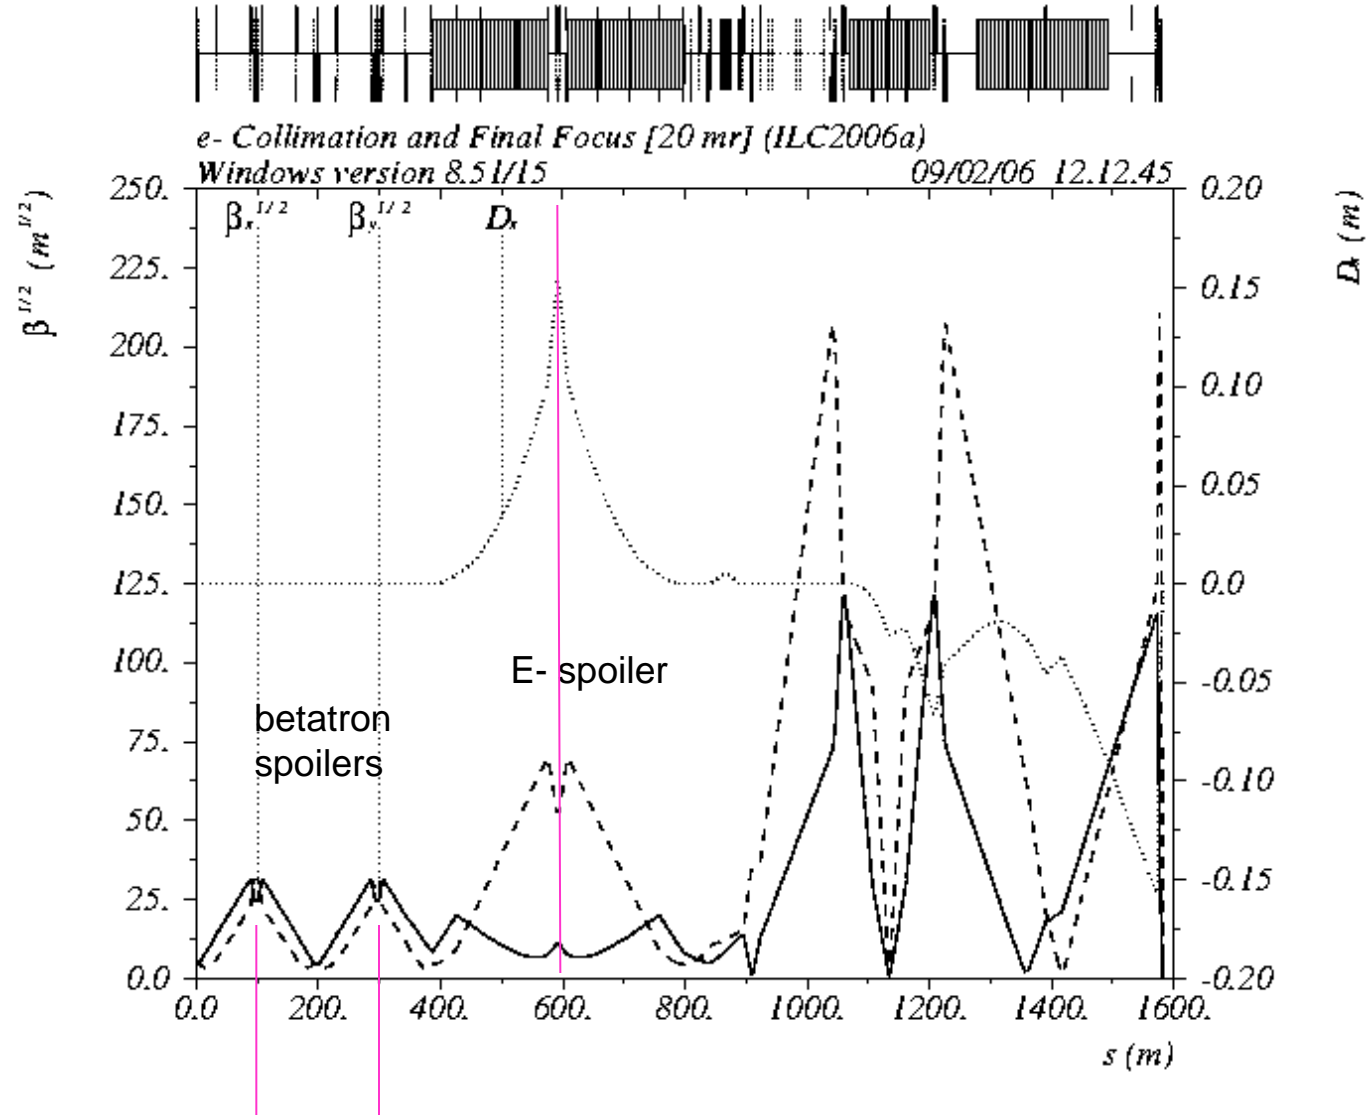 e- Collimation and Final Focus [20 mr] (ILC2006a)
Windows version 8.51/15 09/02/06 12.12.45
β 1/2 (m 1/2)
250.
225.
200.
175.
150.
125.
100.
75.
50.
25.
0.0
βx 1/2 βy 1/2 Dx
E- spoiler
betatron
spoilers
0.20
0.15
0.10
0.05
0.0
-0.05
-0.10
-0.15
-0.20
Dx (m)
0.0 200. 400. 600. 800. 1000. 1200. 1400. 1600.
s (m)